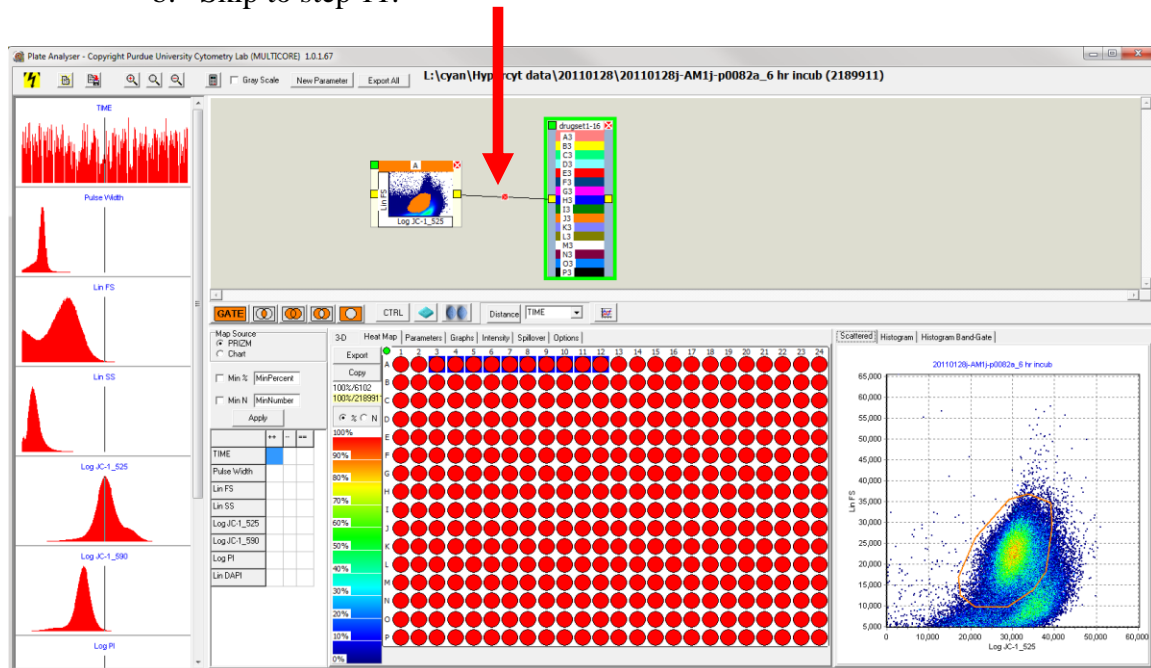 Plate Analyser - Copyright Purdue University Cytometry Lab (MULTICORE) 1.0.1.67
Gray Scale New Parameter Export All L:\cyan\Hypercyt data\20110128\20110128j-AM1j-p0082a_6 hr incub (2189911)
TIME
Pulse Width
Lin FS
Lin SS
Log JC-1_525
Log JC-1_590
Log PI
A
Lin FS
Log JC-1_525
drugset1-16
A3
B3
C3
D3
E3
F3
G3
H3
I3
J3
K3
L3
M3
N3
O3
P3
GATE CTRL Distance TIME
Map Source
PRIZM
Chart
Min % MinPercent
Min N MinNumber
Apply
++ - ==
TIME
Pulse Width
Lin FS
Lin SS
Log JC-1_525
Log JC-1_590
Log PI
Lin DAPI
3-D Heat Map Parameters Graphs Intensity Spillover Options
Export
Copy
100%/6102
100%/2189911
% N
100%
90%
80%
70%
60%
50%
40%
30%
20%
10%
0%
1 2 3 4 5 6 7 8 9 10 11 12 13 14 15 16 17 18 19 20 21 22 23 24
A
B
C
D
E
F
G
H
I
J
K
L
M
N
O
P
Scattered Histogram Histogram Band-Gate
20110128j-AM1j-p0082a_6 hr incub
65,000
60,000
55,000
50,000
45,000
40,000
35,000
30,000
25,000
20,000
15,000
10,000
5,000
Lin FS
0 10,000 20,000 30,000 40,000 50,000 60,000
Log JC-1_525